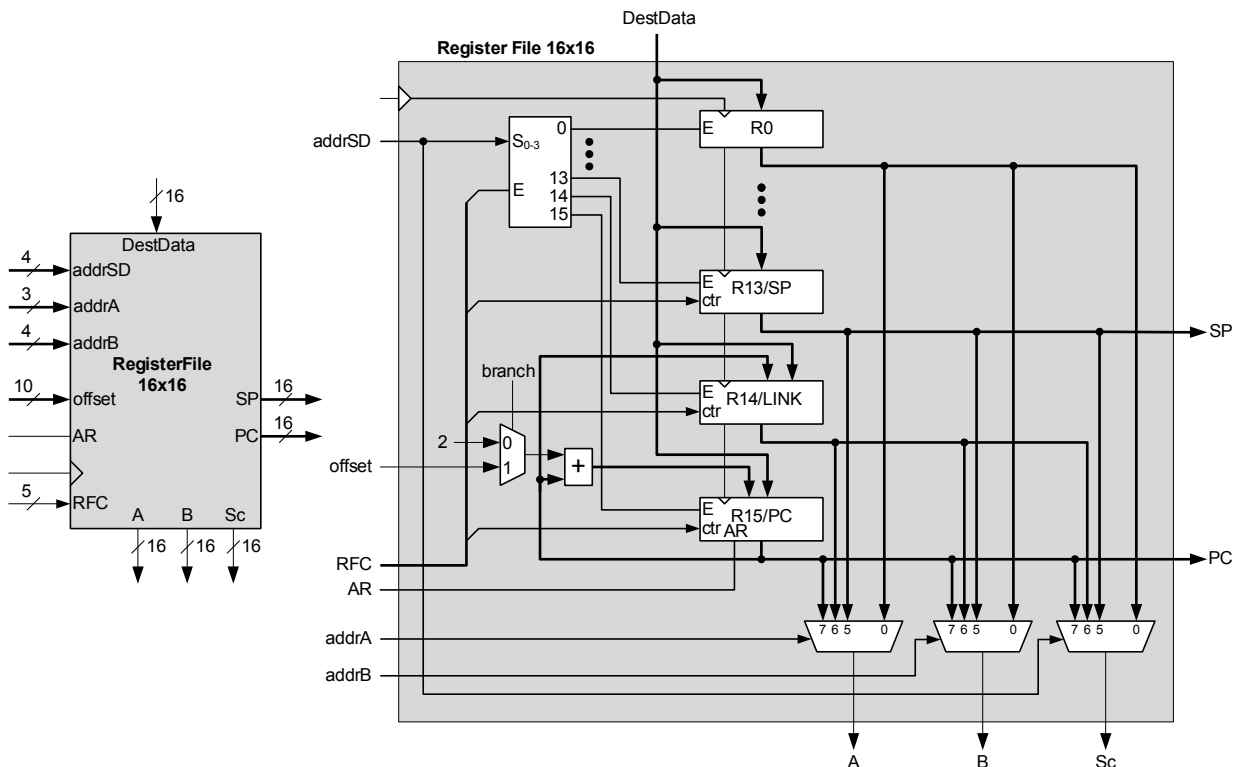 DestData
Register File 16x16
addrSD
S0-3
0
E
R0
E
13
14
15
E
R13/SP
ctr
SP
branch
E
R14/LINK
ctr
2
0
1
offset
+
E
R15/PC
ctr
AR
RFC
PC
AR
addrA
7 6 5 0
7 6 5 0
7 6 5 0
addrB
A
B
Sc
16
DestData
4
addrSD
3
addrA
4
addrB
RegisterFile
16x16
10
offset
SP
16
AR
PC
16
5
RFC
A
B
Sc
16
16
16